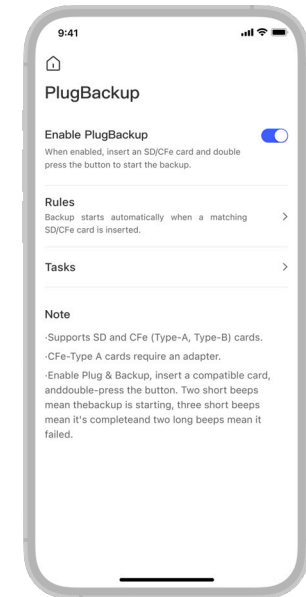 9:41
PlugBackup
Enable PlugBackup
When enabled, insert an SD/CFe card and double
press the button to start the backup.
Rules
Backup starts automatically when a matching
SD/CFe card is inserted.
Tasks
Note
·Supports SD and CFe (Type-A, Type-B) cards.
·CFe-Type A cards require an adapter.
·Enable Plug & Backup, insert a compatible card,
anddouble-press the button. Two short beeps
mean thebackup is starting, three short beeps
mean it's completeand two long beeps mean it
failed.